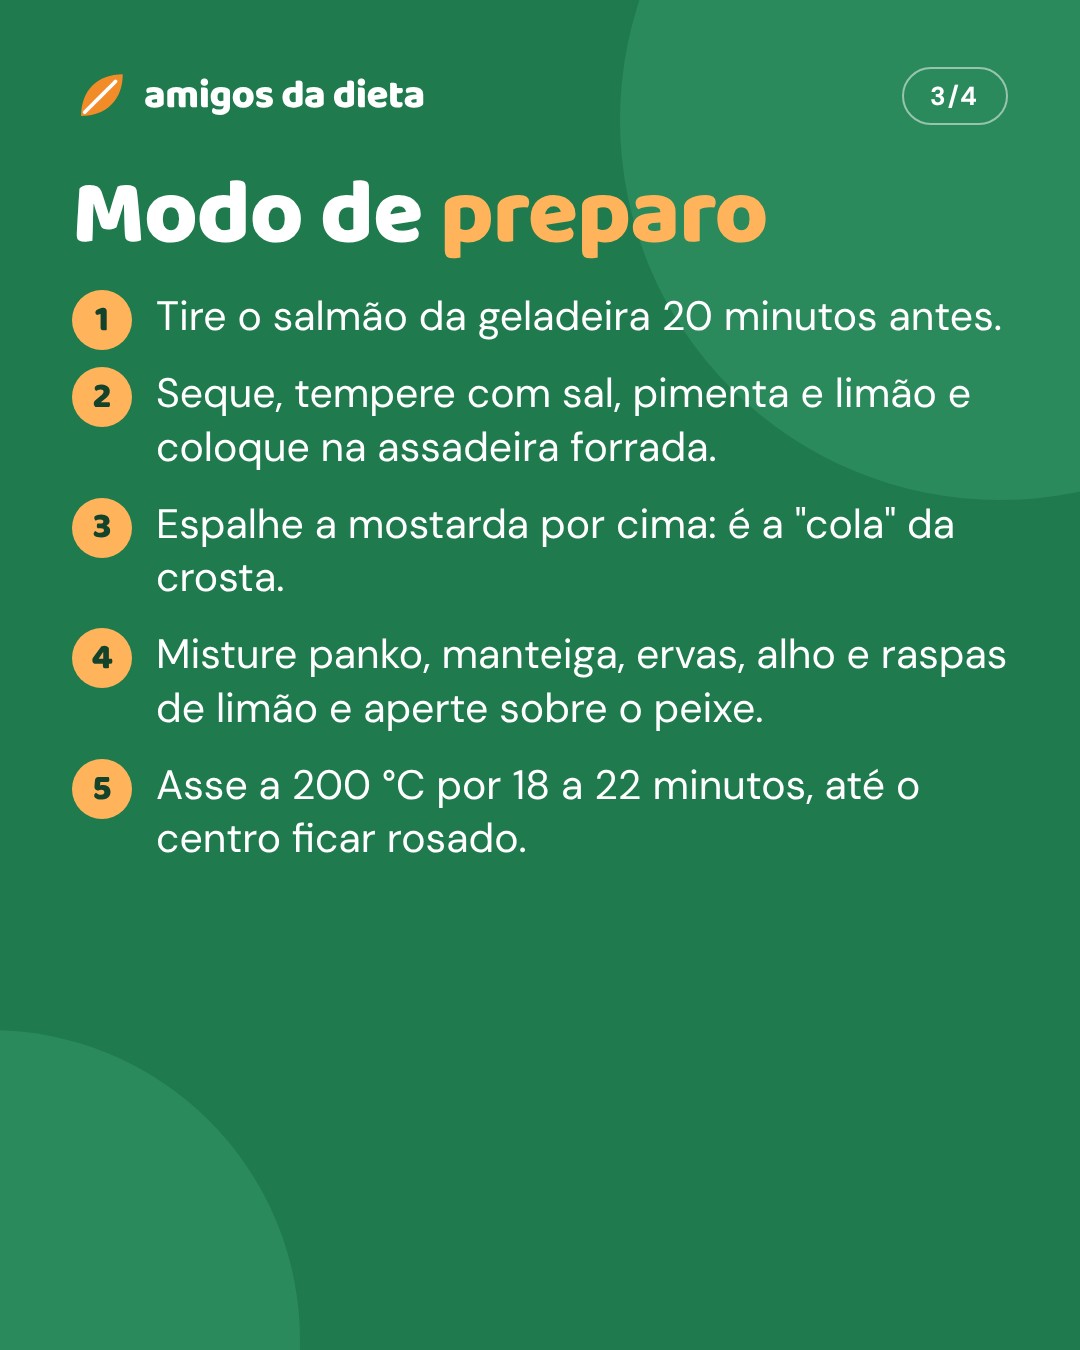 amigos da dieta
3/4
Modo de preparo
1 Tire o salmão da geladeira 20 minutos antes.
2 Seque, tempere com sal, pimenta e limão e
coloque na assadeira forrada.
3 Espalhe a mostarda por cima: é a "cola" da
crosta.
4 Misture panko, manteiga, ervas, alho e raspas
de limão e aperte sobre o peixe.
5 Asse a 200 °C por 18 a 22 minutos, até o
centro ficar rosado.